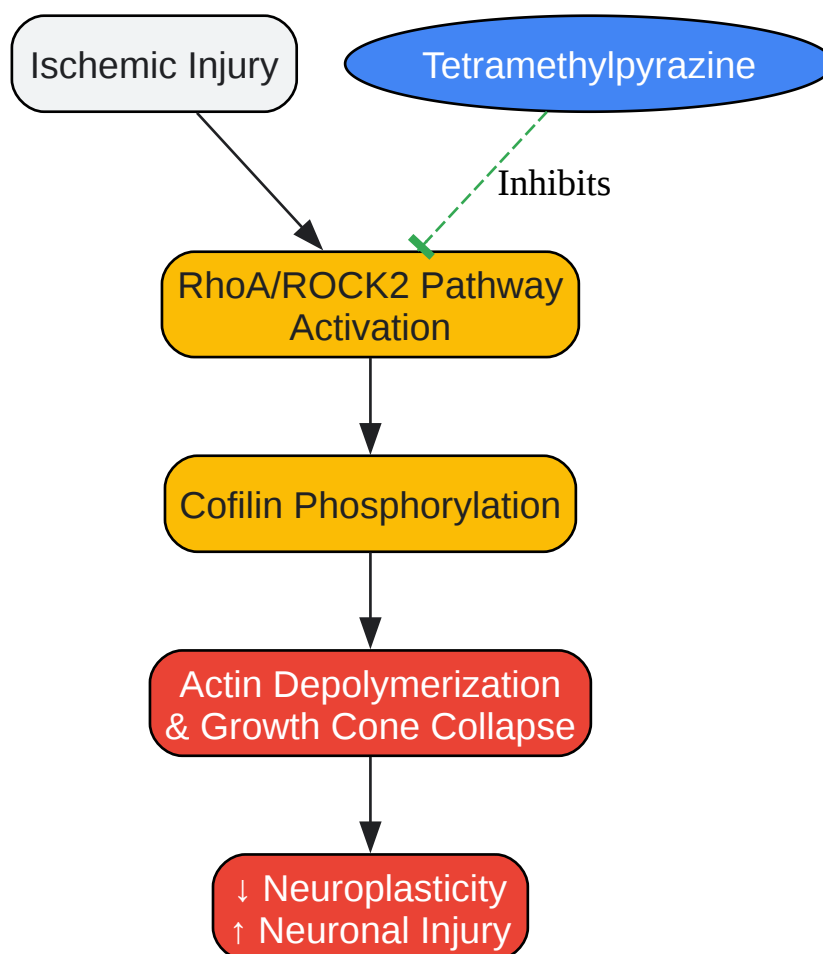 Ischemic Injury
Tetramethylpyrazine
Inhibits
RhoA/ROCK2 Pathway
Activation
Cofilin Phosphorylation
Actin Depolymerization
& Growth Cone Collapse
↓ Neuroplasticity
↑ Neuronal Injury